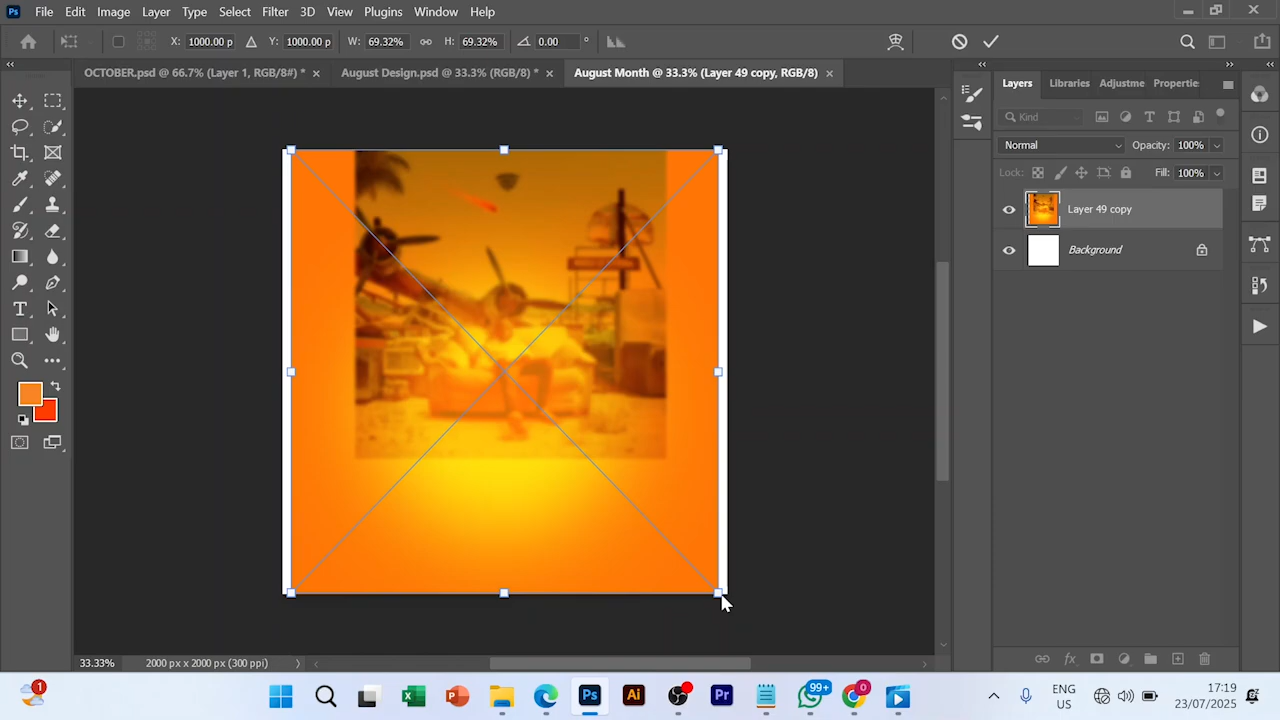 File Edit Image Layer Type Select Filter 3D View Plugins Window Help
X: 1000.00 p Y: 1000.00 p W: 69.32% H: 69.32% 0.00 °
OCTOBER.psd @ 66.7% (Layer 1, RGB/8#) * × August Design.psd @ 33.3% (RGB/8) * × August Month @ 33.3% (Layer 49 copy, RGB/8) ×
Layers Libraries Adjustme Propertie
Kind
Normal Opacity: 100%
Lock: Fill: 100%
Layer 49 copy
Background
33.33% 2000 px x 2000 px (300 ppi)
1 99+ 0
ENG
US
17:19
23/07/2025